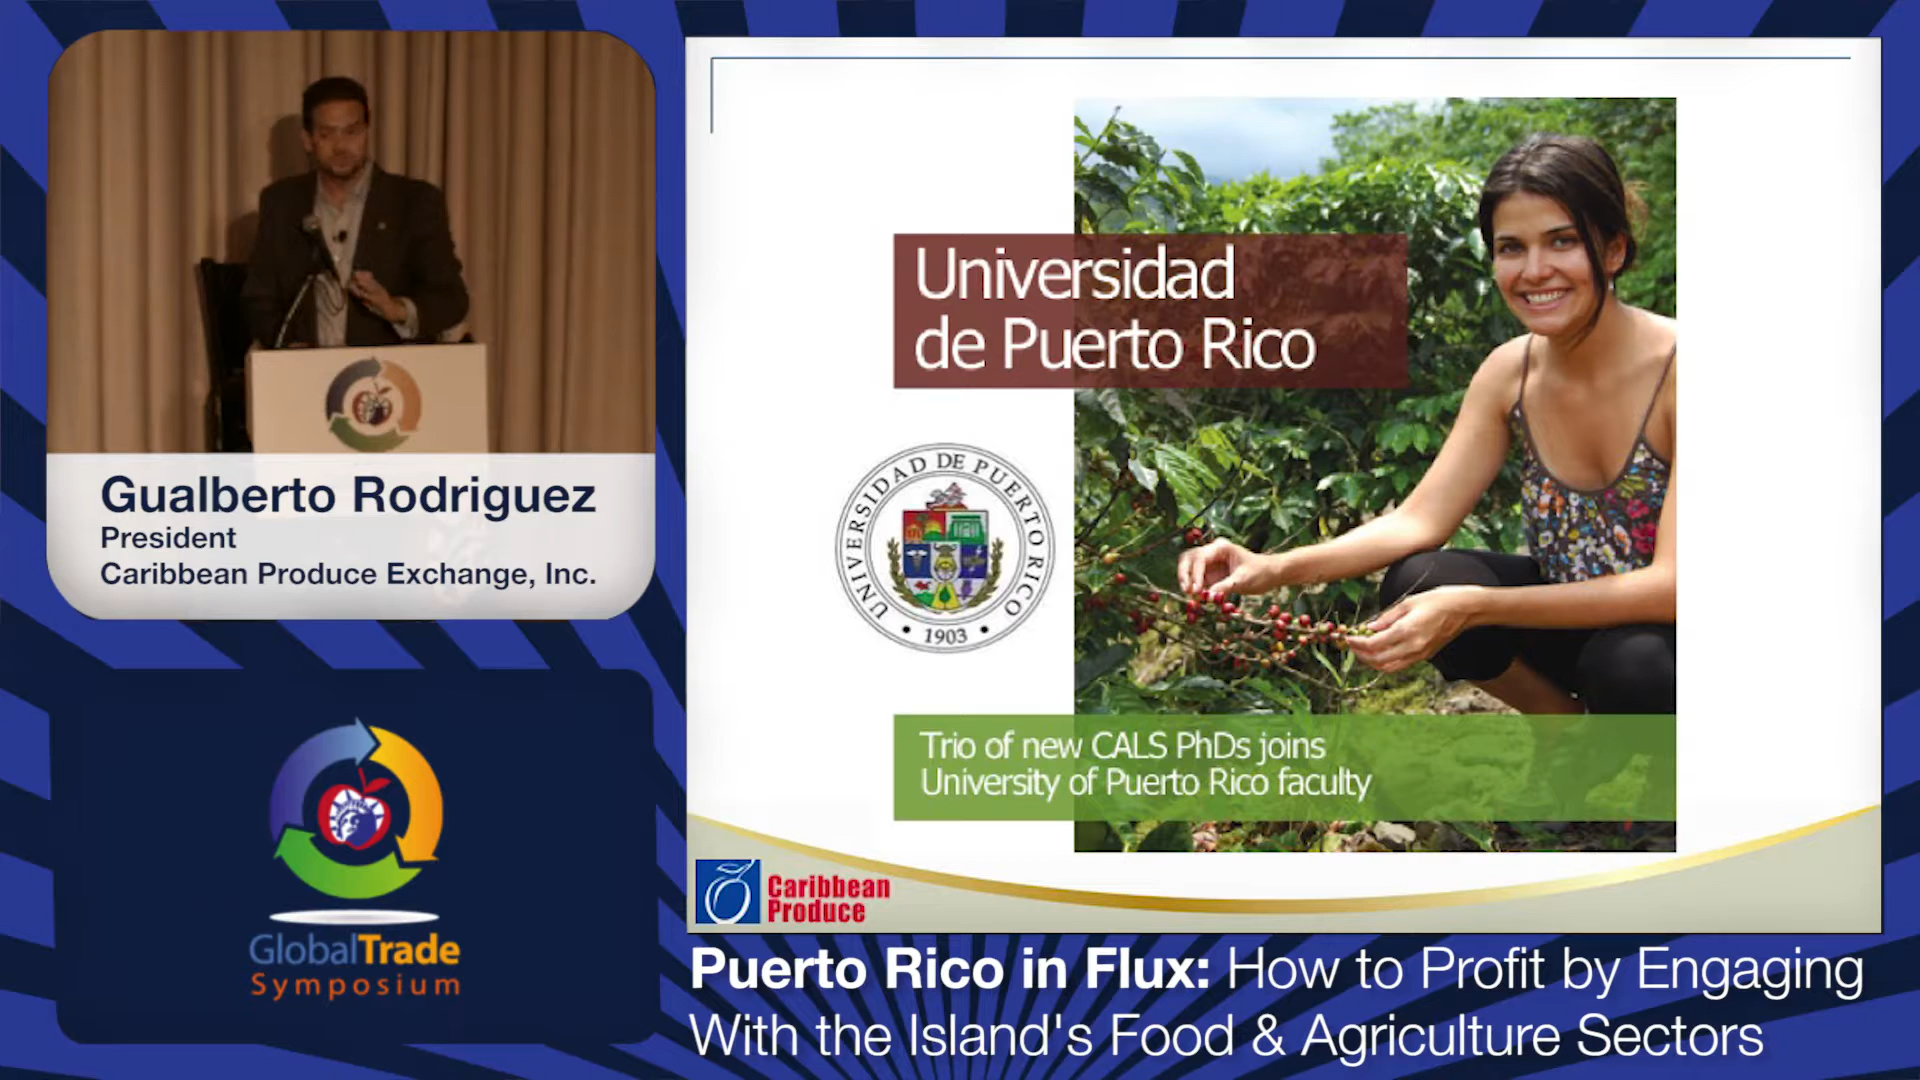 Gualberto Rodriguez
President
Caribbean Produce Exchange, Inc.
GlobalTrade
Symposium
Universidad
de Puerto Rico
UNIVERSIDAD DE PUERTO RICO
• 1903 •
Trio of new CALS PhDs joins
University of Puerto Rico faculty
Caribbean
Produce
Puerto Rico in Flux: How to Profit by Engaging
With the Island's Food & Agriculture Sectors